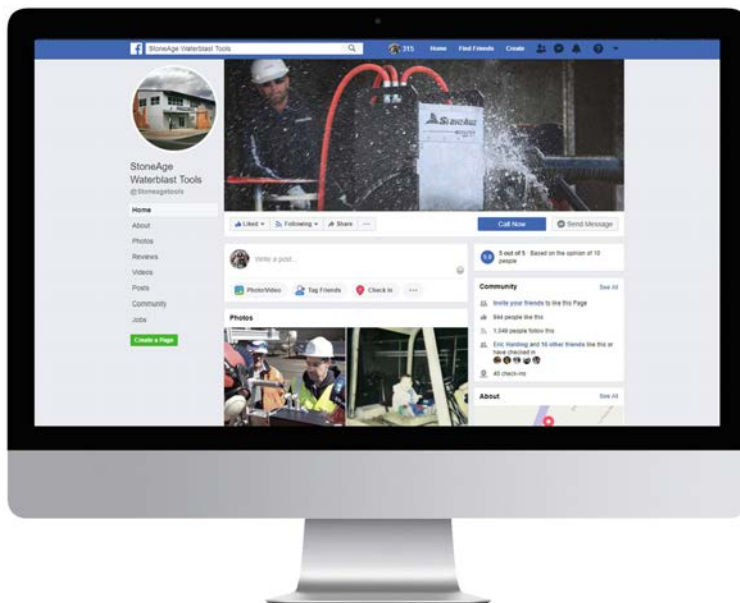 StoneAge Waterblast Tools
315 Home Find Friends Create
STONEAGE
StoneAge
Waterblast Tools
@Stoneagetools
Home
About
Photos
Reviews
Videos
Posts
Community
Jobs
Create a Page
Liked Following Share ...
Call Now Send Message
Write a post...
Photo/Video Tag Friends Check in ...
Photos
5.0 5 out of 5 · Based on the opinion of 10
people
Community See All
Invite your friends to like this Page
944 people like this
1,049 people follow this
Eric Harding and 16 other friends like this or
have checked in
40 check-ins
About See All